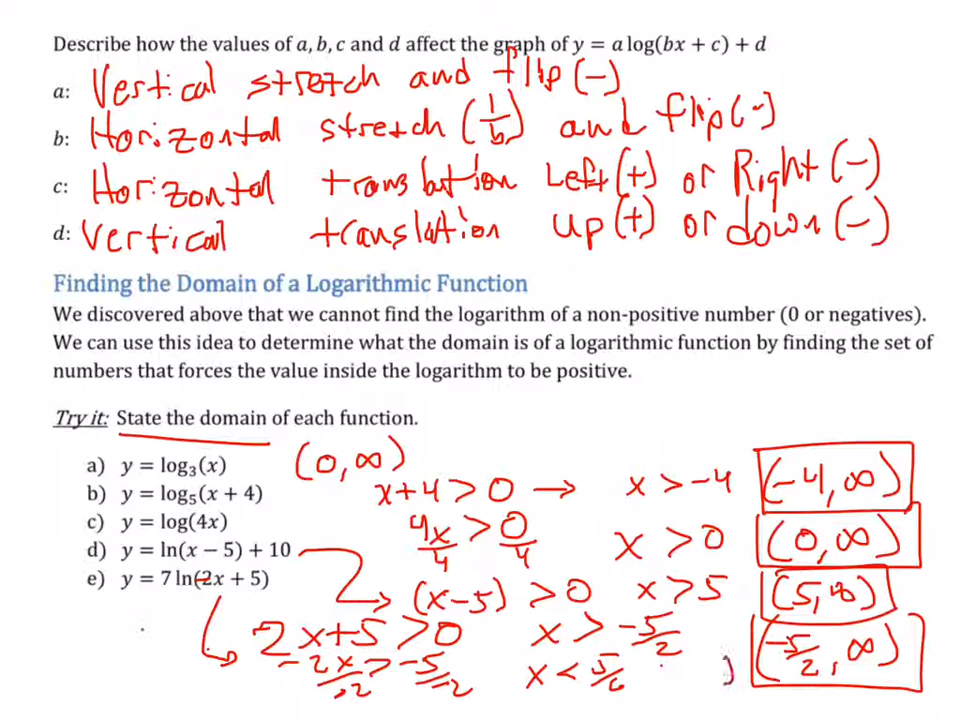 Describe how the values of a, b, c and d affect the graph of y = a log(bx + c) + d
a: Vertical stretch and flip (-)
b: Horizontal stretch (1/b) and flip (-)
c: Horizontal translation Left (+) or Right (-)
d: Vertical translation up (+) or down (-)
Finding the Domain of a Logarithmic Function
We discovered above that we cannot find the logarithm of a non-positive number (0 or negatives).
We can use this idea to determine what the domain is of a logarithmic function by finding the set of
numbers that forces the value inside the logarithm to be positive.
Try it: State the domain of each function.
a) y = log₃(x) (0, ∞)
b) y = log₅(x + 4) x+4 > 0 → x > -4 (-4, ∞)
c) y = log(4x) 4x/4 > 0/4 x > 0 (0, ∞)
d) y = ln(x − 5) + 10 (x-5) > 0 x > 5 (5, ∞)
e) y = 7 ln(-2x + 5)
2x+5 > 0 x > -5/2 (-5/2, ∞)
-2x/-2 > -5/-2 x <